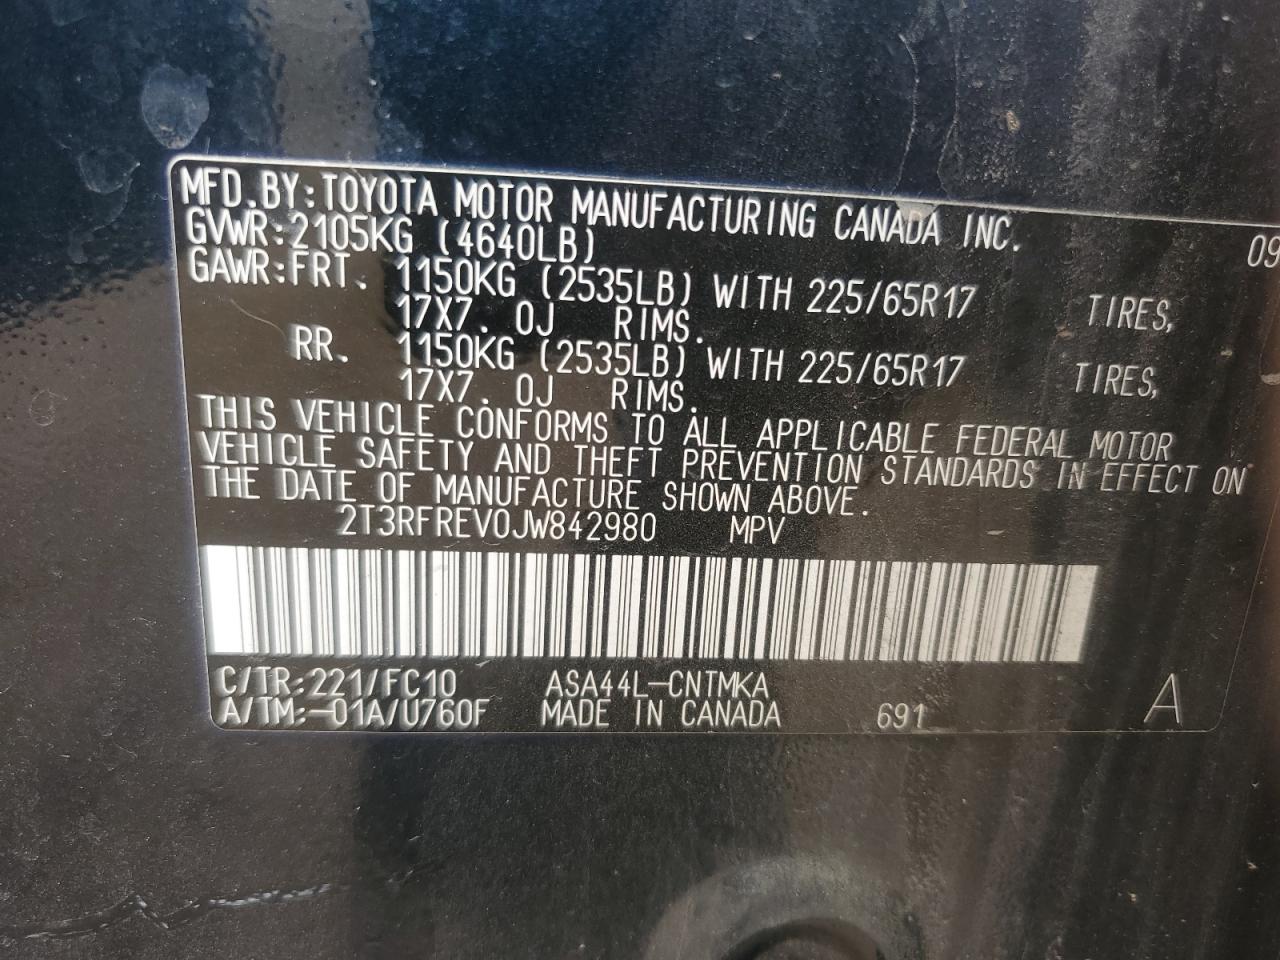 MFD.BY:TOYOTA MOTOR MANUFACTURING CANADA INC. 09
GVWR:2105KG (4640LB)
GAWR:FRT. 1150KG (2535LB) WITH 225/65R17 TIRES,
17X7. 0J RIMS.
RR. 1150KG (2535LB) WITH 225/65R17 TIRES,
17X7. 0J RIMS.
THIS VEHICLE CONFORMS TO ALL APPLICABLE FEDERAL MOTOR
VEHICLE SAFETY AND THEFT PREVENTION STANDARDS IN EFFECT ON
THE DATE OF MANUFACTURE SHOWN ABOVE.
2T3RFREV0JW842980 MPV
C/TR:221/FC10 ASA44L-CNTMKA
A/TM:-01A/U760F MADE IN CANADA 691 A